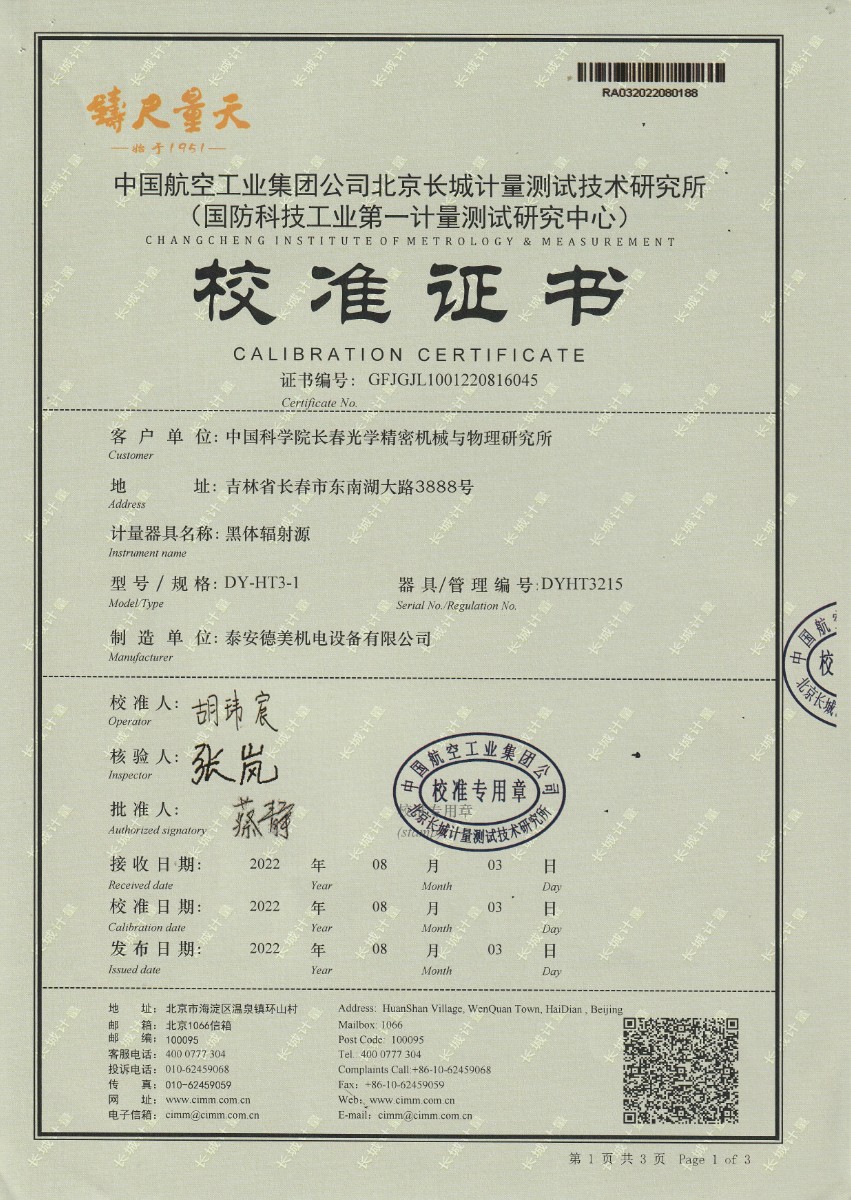 鑄尺量天
始于1951
RA032022080188
中国航空工业集团公司北京长城计量测试技术研究所
（国防科技工业第一计量测试研究中心）
CHANGCHENG INSTITUTE OF METROLOGY & MEASUREMENT
校准证书
CALIBRATION CERTIFICATE
证书编号： GFJGJL1001220816045
Certificate No.
客户单位：中国科学院长春光学精密机械与物理研究所
Customer
地址：吉林省长春市东南湖大路3888号
Address
计量器具名称：黑体辐射源
Instrument name
型号/规格：DY-HT3-1 器具/管理编号：DYHT3215
Model/Type Serial No./Regulation No.
制造单位：泰安德美机电设备有限公司
Manufacturer
校准人：胡玮宸
Operator
核验人：张岚
Inspector
批准人：蔡静
Authorized signatory
中国航空工业集团公司
校准专用章
北京长城计量测试技术研究所
接收日期： 2022 年 08 月 03 日
Received date Year Month Day
校准日期： 2022 年 08 月 03 日
Calibration date Year Month Day
发布日期： 2022 年 08 月 03 日
Issued date Year Month Day
地址：北京市海淀区温泉镇环山村 Address: HuanShan Village, WenQuan Town, HaiDian , Beijing
邮箱：北京1066信箱 Mailbox: 1066
邮编：100095 Post Code: 100095
客服电话：400 0777 304 Tel.: 400 0777 304
投诉电话：010-62459068 Complaints Call:+86-10-62459068
传真：010-62459059 Fax: +86-10-62459059
网址：www.cimm.com.cn Web: www.cimm.com.cn
电子信箱：cimm@cimm.com.cn E-mail: cimm@cimm.com.cn
第 1 页 共 3 页 Page 1 of 3